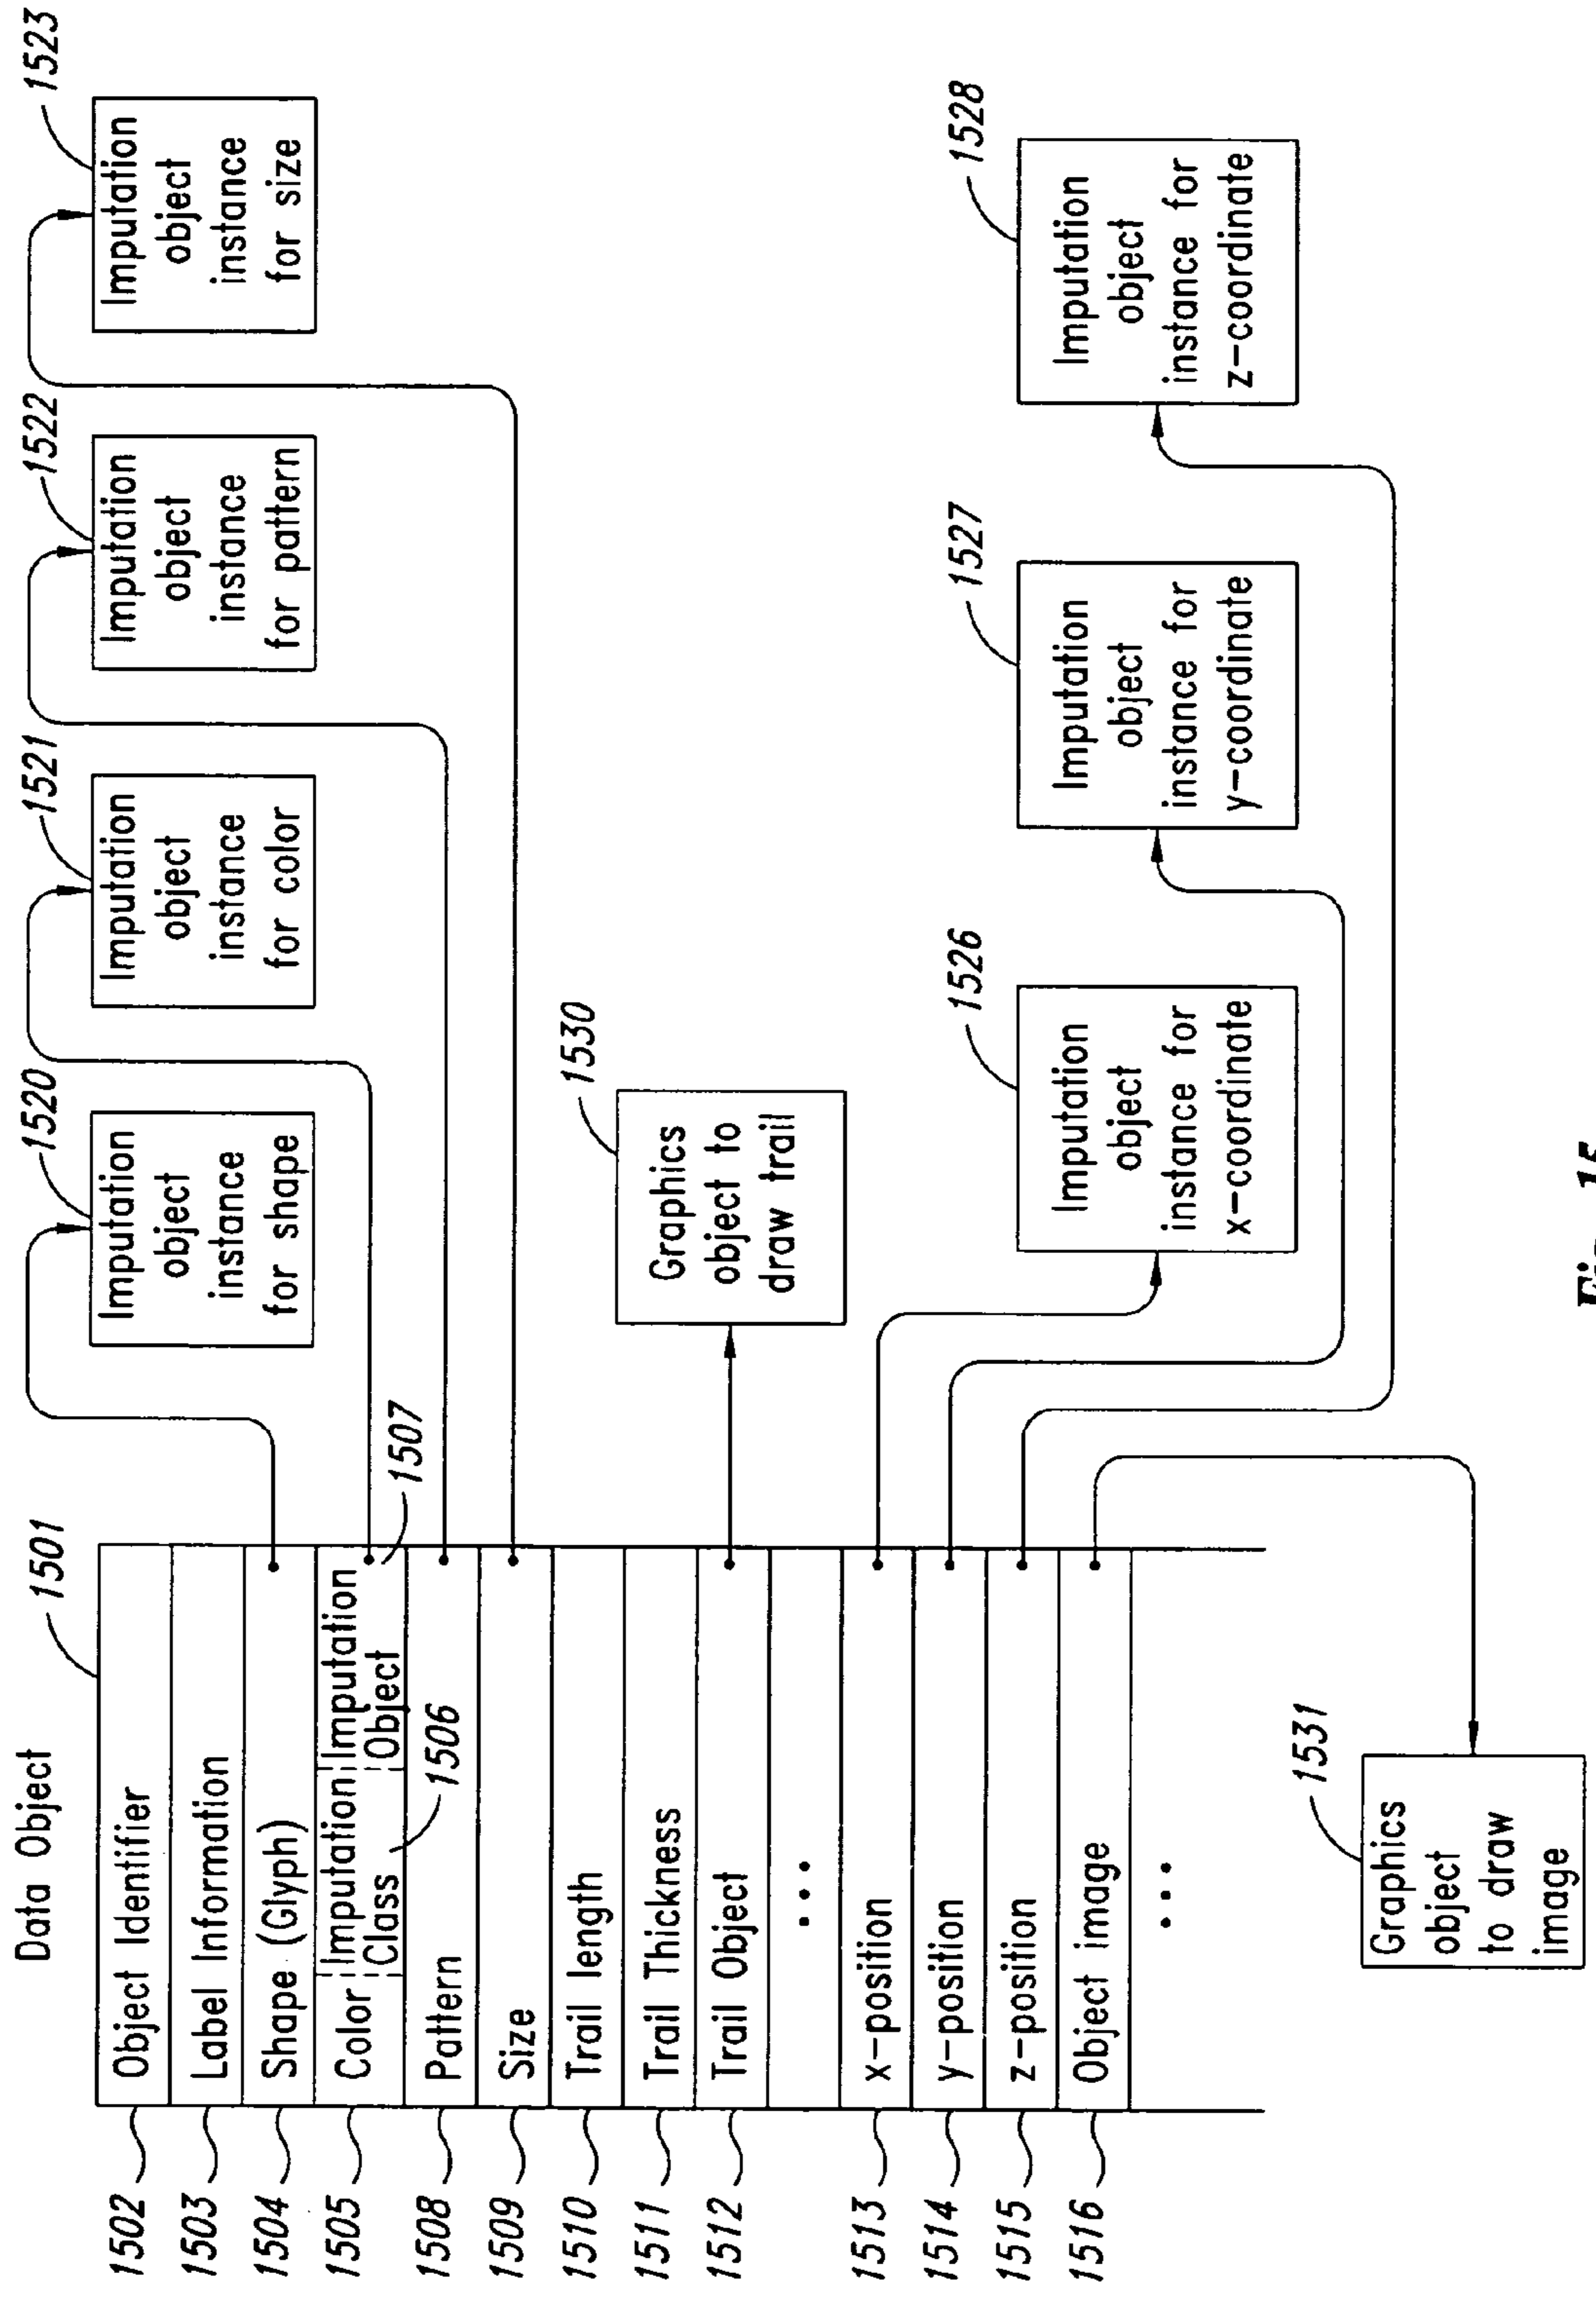 Data Object
1501
1502
Object Identifier
1503
Label Information
1504
Shape (Glyph)
1505
Color
Imputation
Class
Imputation
Object
1506
1507
1508
Pattern
1509
Size
1510
Trail length
1511
Trail Thickness
1512
Trail Object
...
1513
x-position
1514
y-position
1515
z-position
1516
Object image
...
1520
Imputation
object
instance
for shape
1521
Imputation
object
instance
for color
1522
Imputation
object
instance
for pattern
1523
Imputation
object
instance
for size
1530
Graphics
object to
draw trail
1526
Imputation
object
instance for
x-coordinate
1527
Imputation
object
instance for
y-coordinate
1528
Imputation
object
instance for
z-coordinate
1531
Graphics
object
to draw
image